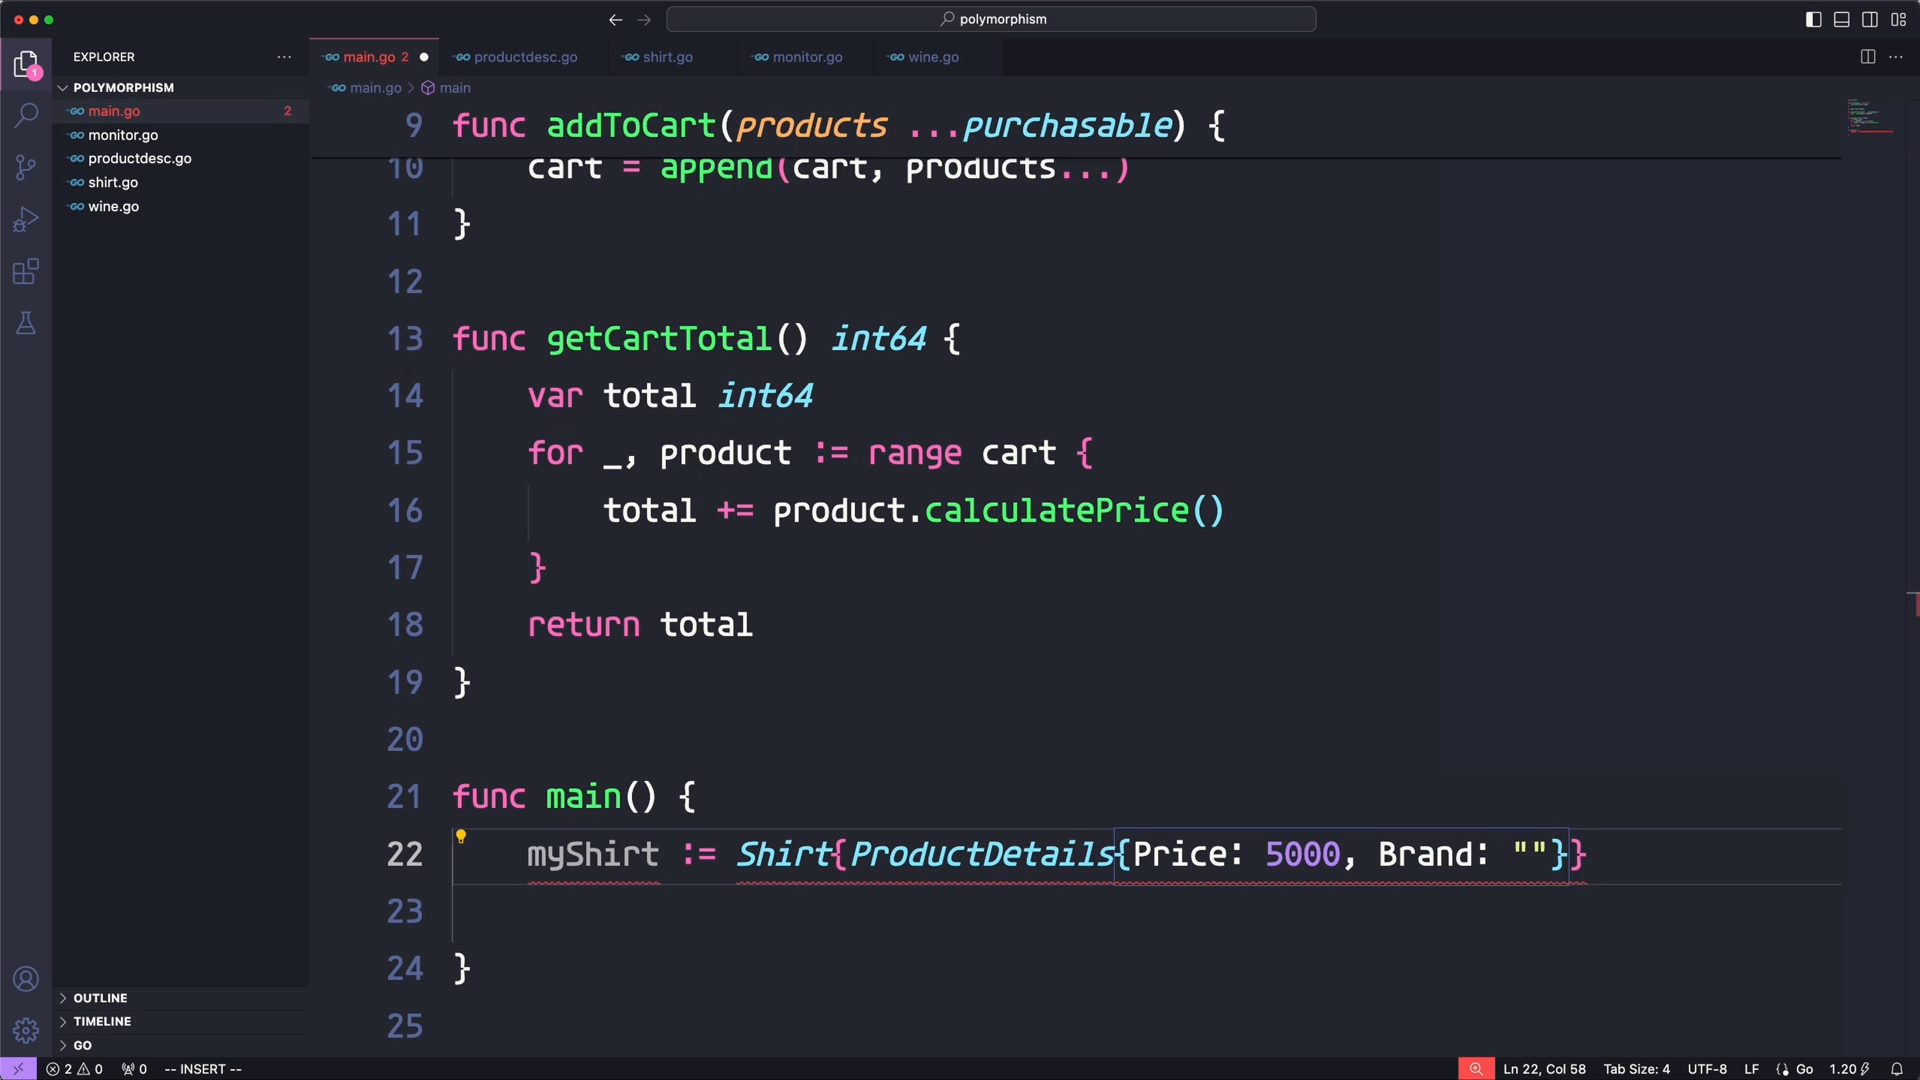 polymorphism
EXPLORER
main.go 2
productdesc.go
shirt.go
monitor.go
wine.go
POLYMORPHISM
main.go
main
main.go 2
monitor.go
productdesc.go
shirt.go
wine.go
1
9 func addToCart(products ...purchasable) {
10 cart = append(cart, products...)
11 }
12
13 func getCartTotal() int64 {
14 var total int64
15 for _, product := range cart {
16 total += product.calculatePrice()
17 }
18 return total
19 }
20
21 func main() {
22 myShirt := Shirt{ProductDetails{Price: 5000, Brand: ""}}
23
24 }
25
OUTLINE
TIMELINE
GO
2 0 0 -- INSERT -- Ln 22, Col 58 Tab Size: 4 UTF-8 LF Go 1.20